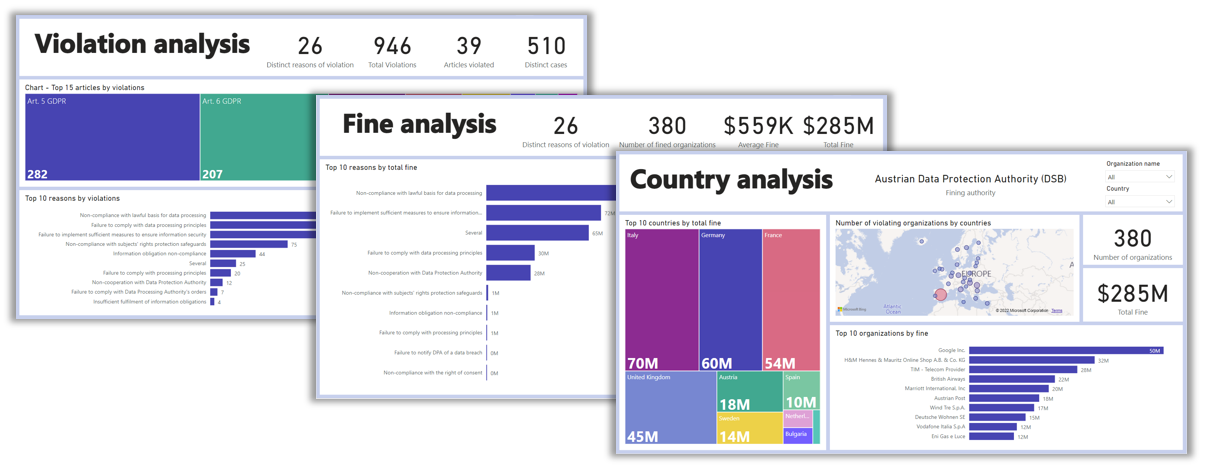 Violation analysis
26
Distinct reasons of violation
946
Total Violations
39
Articles violated
510
Distinct cases
Chart - Top 15 articles by violations
Art. 5 GDPR
282
Art. 6 GDPR
207
Top 10 reasons by violations
Non-compliance with lawful basis for data processing
Failure to comply with data processing principles
Failure to implement sufficient measures to ensure information security
Non-compliance with subjects' rights protection safeguards
75
Information obligation non-compliance
44
Several
25
Failure to comply with processing principles
20
Non-cooperation with Data Protection Authority
12
Failure to comply with Data Processing Authority's orders
7
Insufficient fulfilment of information obligations
4
Fine analysis
26
Distinct reasons of violation
380
Number of fined organizations
$559K
Average Fine
$285M
Total Fine
Top 10 reasons by total fine
Non-compliance with lawful basis for data processing
Failure to implement sufficient measures to ensure information...
72M
Several
65M
Failure to comply with data processing principles
30M
Non-cooperation with Data Protection Authority
28M
Non-compliance with subjects' rights protection safeguards
1M
Information obligation non-compliance
1M
Failure to comply with processing principles
1M
Failure to notify DPA of a data breach
0M
Non-compliance with the right of consent
0M
Country analysis
Austrian Data Protection Authority (DSB)
Fining authority
Organization name
All
Country
All
Top 10 countries by total fine
Italy
70M
Germany
60M
France
54M
United Kingdom
45M
Austria
18M
Spain
10M
Sweden
14M
Netherl...
Bulgaria
Number of violating organizations by countries
EUROPE
A
Atlantic
Ocean
Microsoft Bing
© 2022 Microsoft Corporation
Terms
380
Number of organizations
$285M
Total Fine
Top 10 organizations by fine
Google Inc.
50M
H&M Hennes & Mauritz Online Shop A.B. & Co. KG
32M
TIM - Telecom Provider
28M
British Airways
22M
Marriott International, Inc
20M
Austrian Post
18M
Wind Tre S.p.A.
17M
Deutsche Wohnen SE
15M
Vodafone Italia S.p.A
12M
Eni Gas e Luce
12M